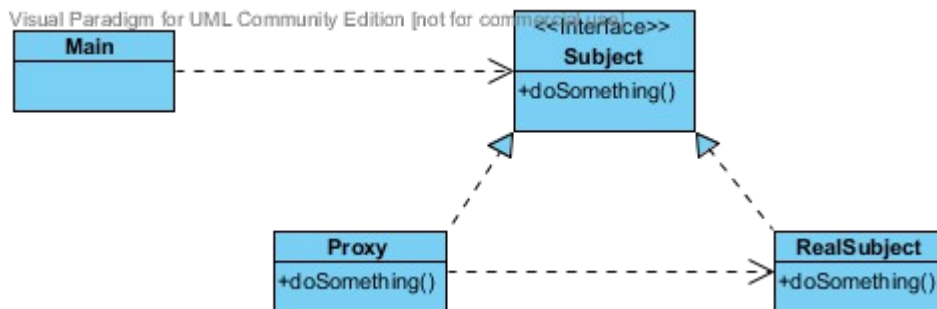 Visual Paradigm for UML Community Edition [not for commercial use]
Main
<<Interface>>
Subject
+doSomething()
Proxy
+doSomething()
RealSubject
+doSomething()